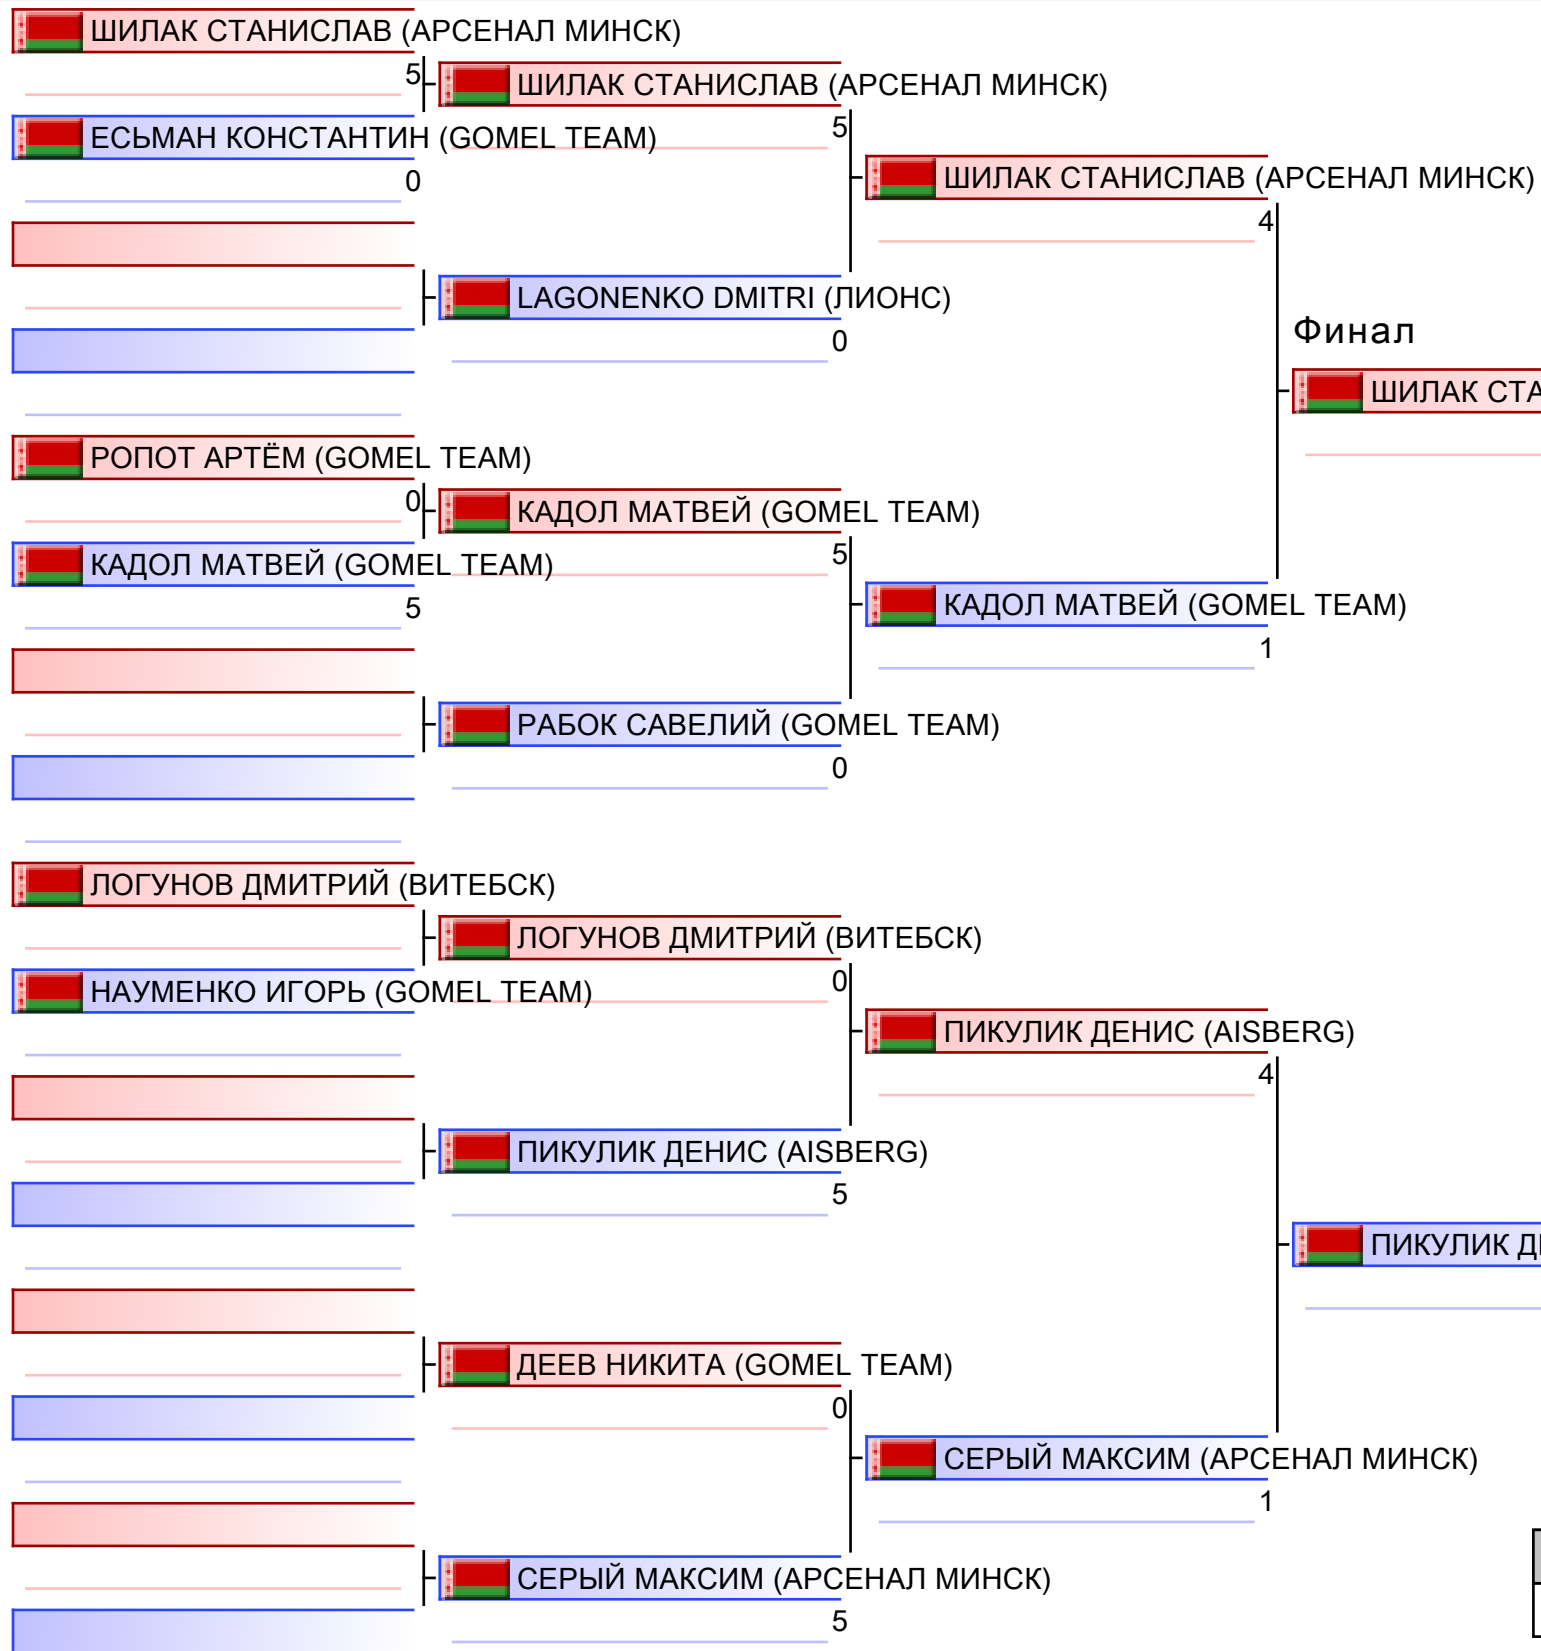 ШИЛАК СТАНИСЛАВ (АРСЕНАЛ МИНСК)
5
ШИЛАК СТАНИСЛАВ (АРСЕНАЛ МИНСК)
ЕСЬМАН КОНСТАНТИН (GOMEL TEAM)
5
0
ШИЛАК СТАНИСЛАВ (АРСЕНАЛ МИНСК)
4
LAGONENKO DMITRI (ЛИОНС)
0
Финал
ШИЛАК СТА
РОПОТ АРТЁМ (GOMEL TEAM)
0
КАДОЛ МАТВЕЙ (GOMEL TEAM)
КАДОЛ МАТВЕЙ (GOMEL TEAM)
5
5
КАДОЛ МАТВЕЙ (GOMEL TEAM)
1
РАБОК САВЕЛИЙ (GOMEL TEAM)
0
ЛОГУНОВ ДМИТРИЙ (ВИТЕБСК)
ЛОГУНОВ ДМИТРИЙ (ВИТЕБСК)
НАУМЕНКО ИГОРЬ (GOMEL TEAM)
0
ПИКУЛИК ДЕНИС (AISBERG)
4
ПИКУЛИК ДЕНИС (AISBERG)
5
ПИКУЛИК
ДЕЕВ НИКИТА (GOMEL TEAM)
0
СЕРЫЙ МАКСИМ (АРСЕНАЛ МИНСК)
1
СЕРЫЙ МАКСИМ (АРСЕНАЛ МИНСК)
5